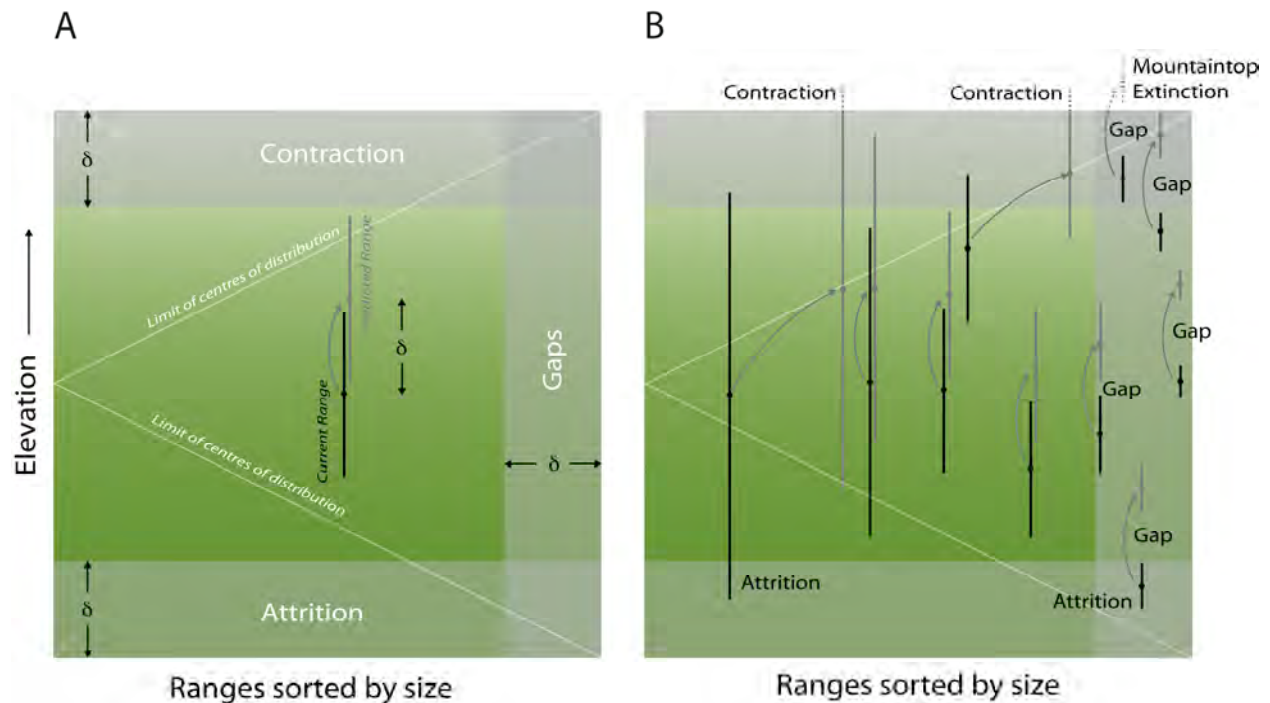 A
Contraction
δ
Limit of centres of distribution
Predicted Range
δ
Elevation
Current Range
Gaps
δ
Limit of centres of distribution
δ
Attrition
Ranges sorted by size
B
Mountaintop
Extinction
Contraction
Contraction
Gap
Gap
Gap
Gap
Gap
Attrition
Attrition
Ranges sorted by size